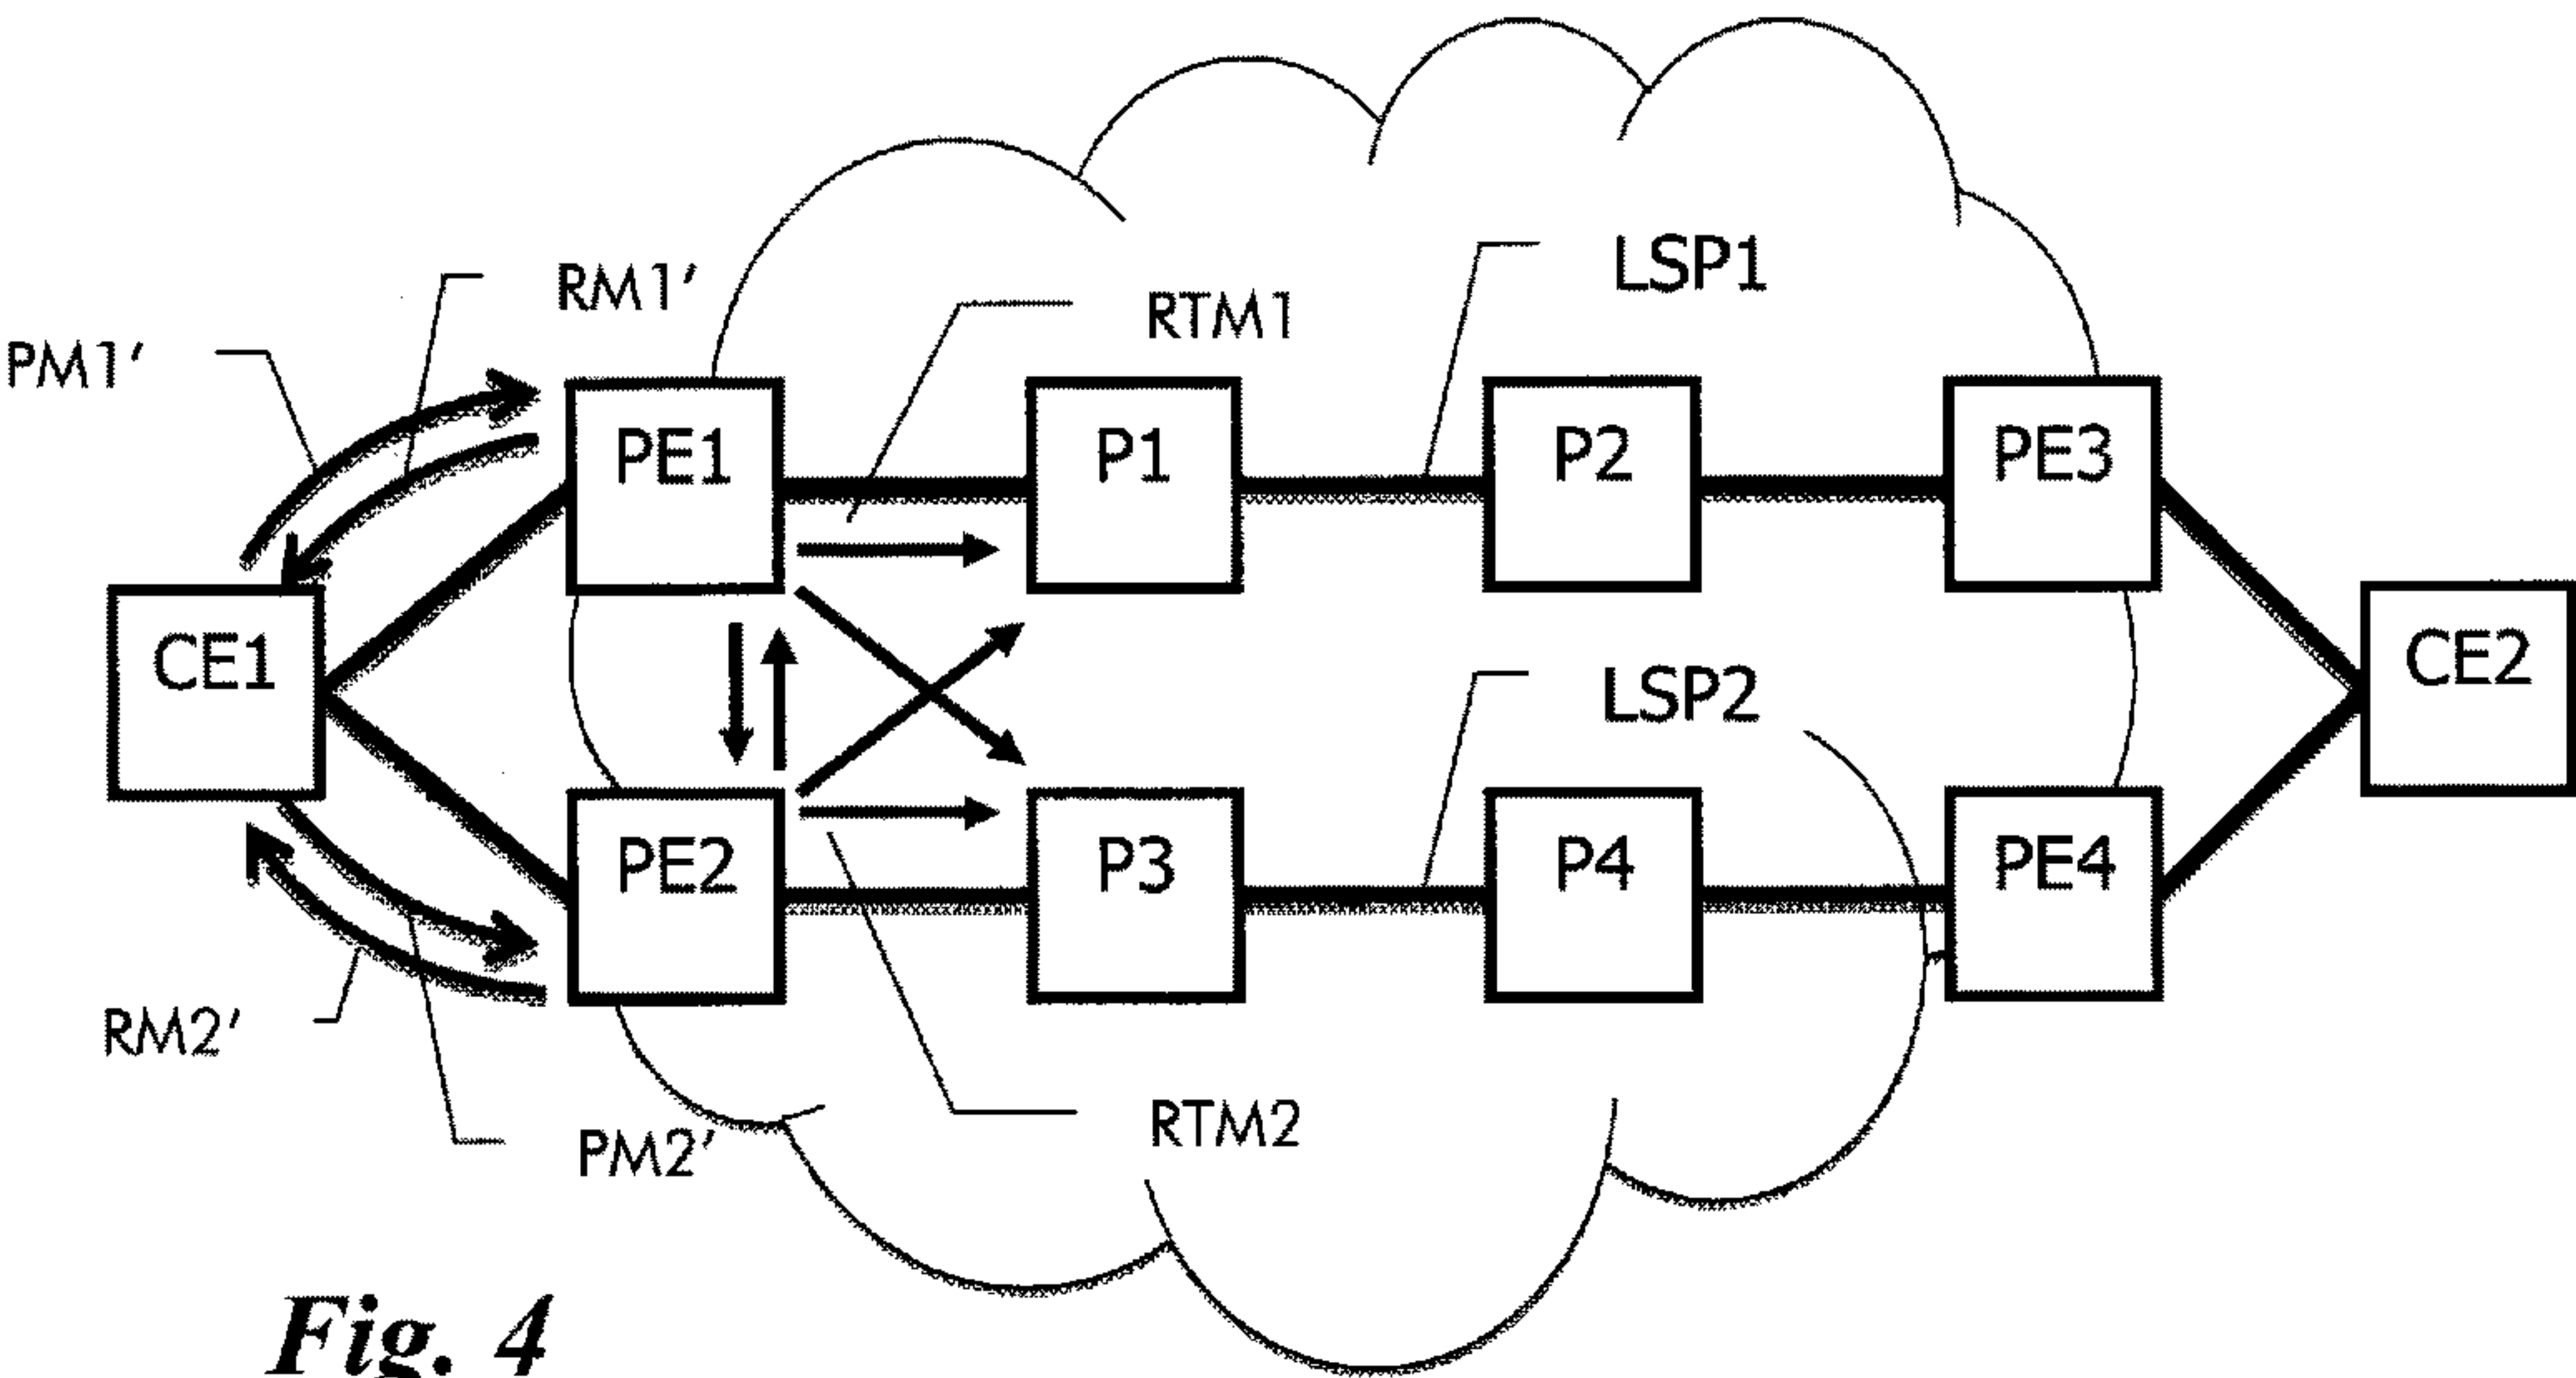 LSP1
RM1'
RTM1
PM1'
PE1
P1
P2
PE3
CE1
CE2
LSP2
PE2
P3
P4
PE4
RM2'
RTM2
PM2'
Fig. 4